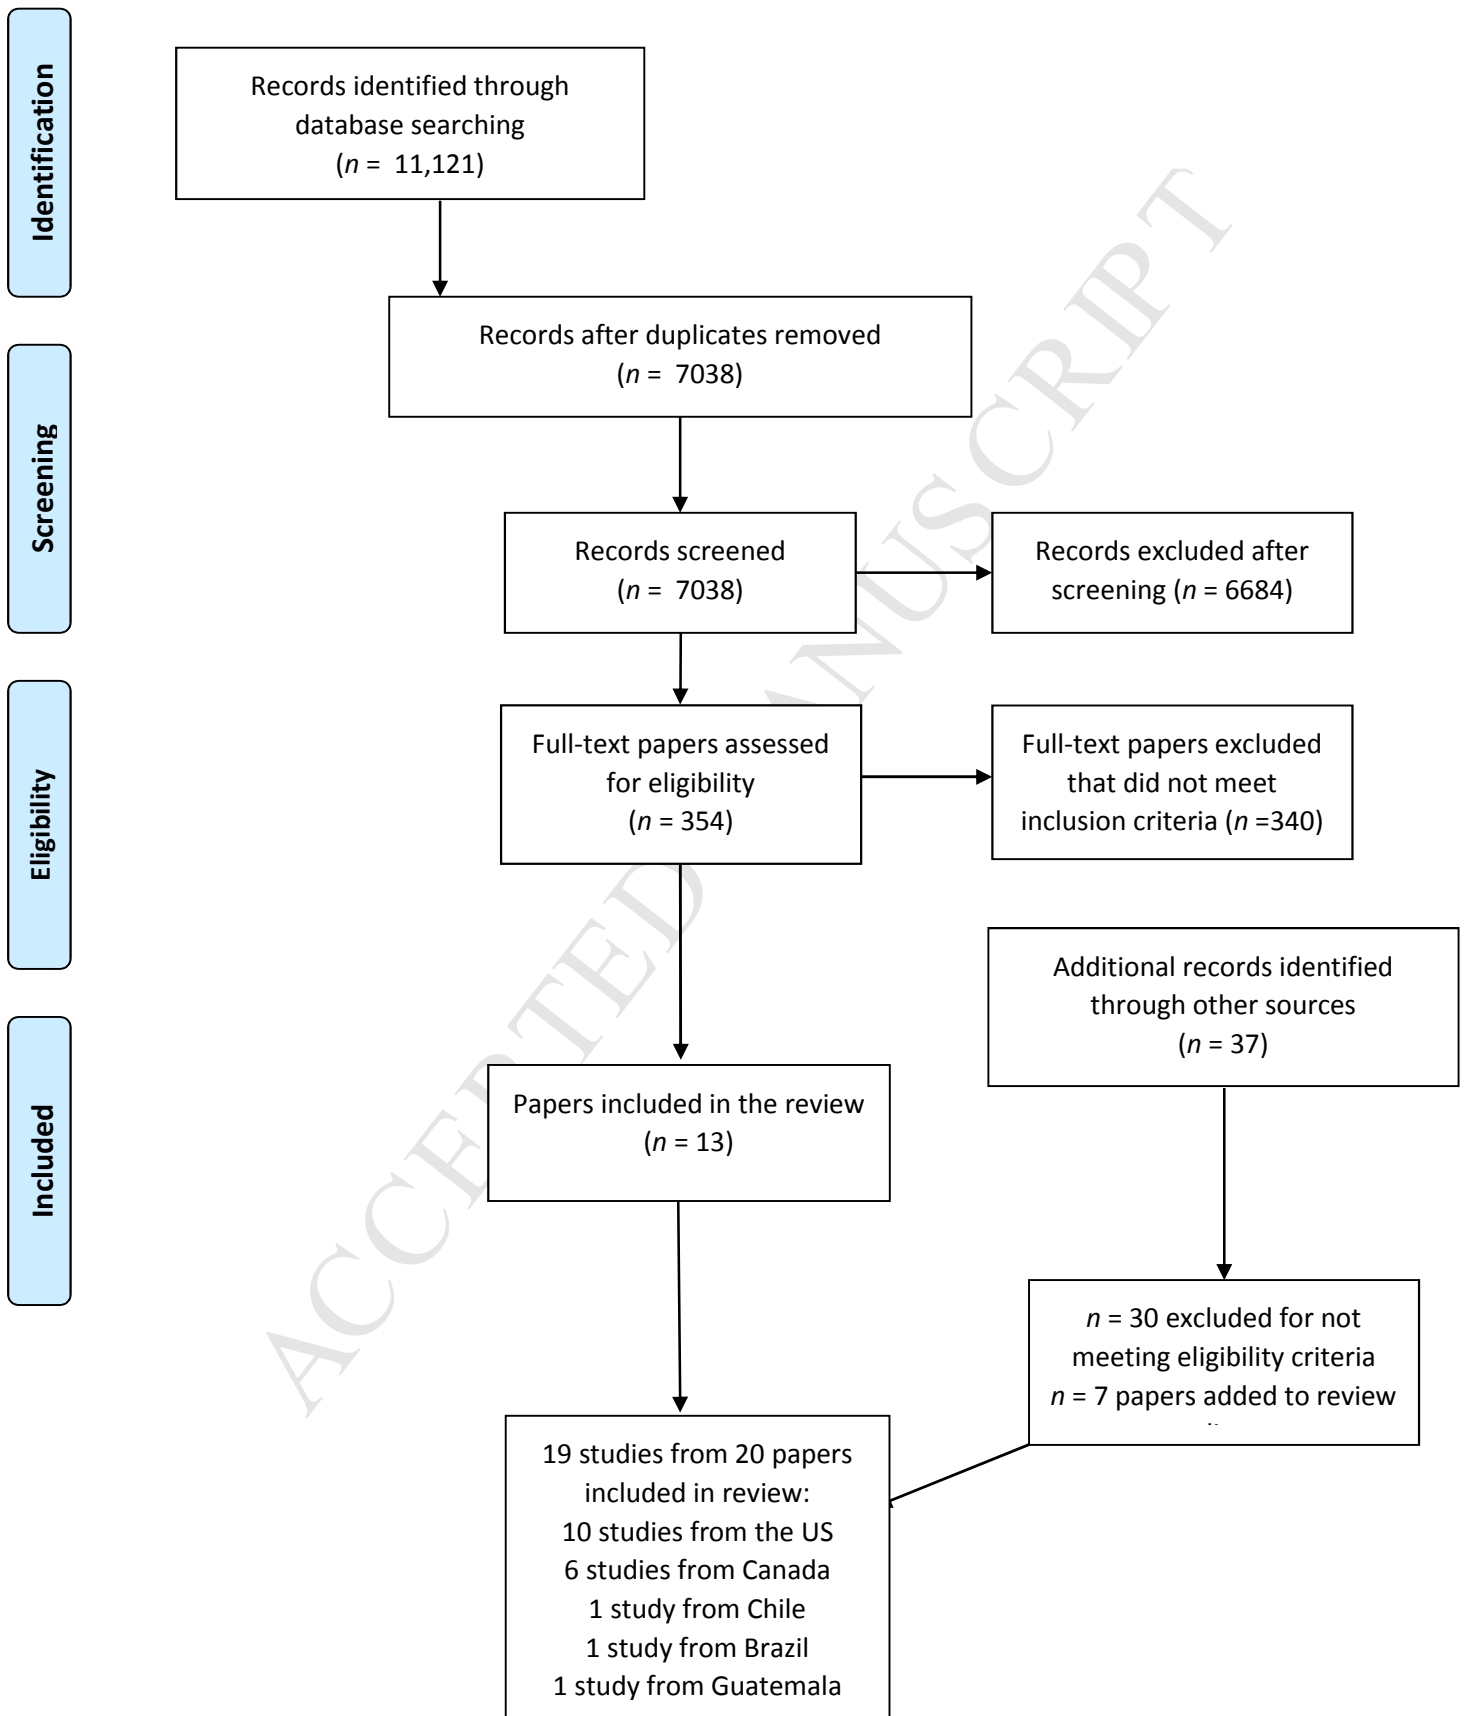 Identification
Records identified through
database searching
(n = 11,121)
Records after duplicates removed
(n = 7038)
Screening
Records screened
(n = 7038)
Records excluded after
screening (n = 6684)
Eligibility
Full-text papers assessed
for eligibility
(n = 354)
Full-text papers excluded
that did not meet
inclusion criteria (n =340)
Additional records identified
through other sources
(n = 37)
Included
Papers included in the review
(n = 13)
n = 30 excluded for not
meeting eligibility criteria
n = 7 papers added to review
19 studies from 20 papers
included in review:
10 studies from the US
6 studies from Canada
1 study from Chile
1 study from Brazil
1 study from Guatemala
ACCEPTED MANUSCRIPT